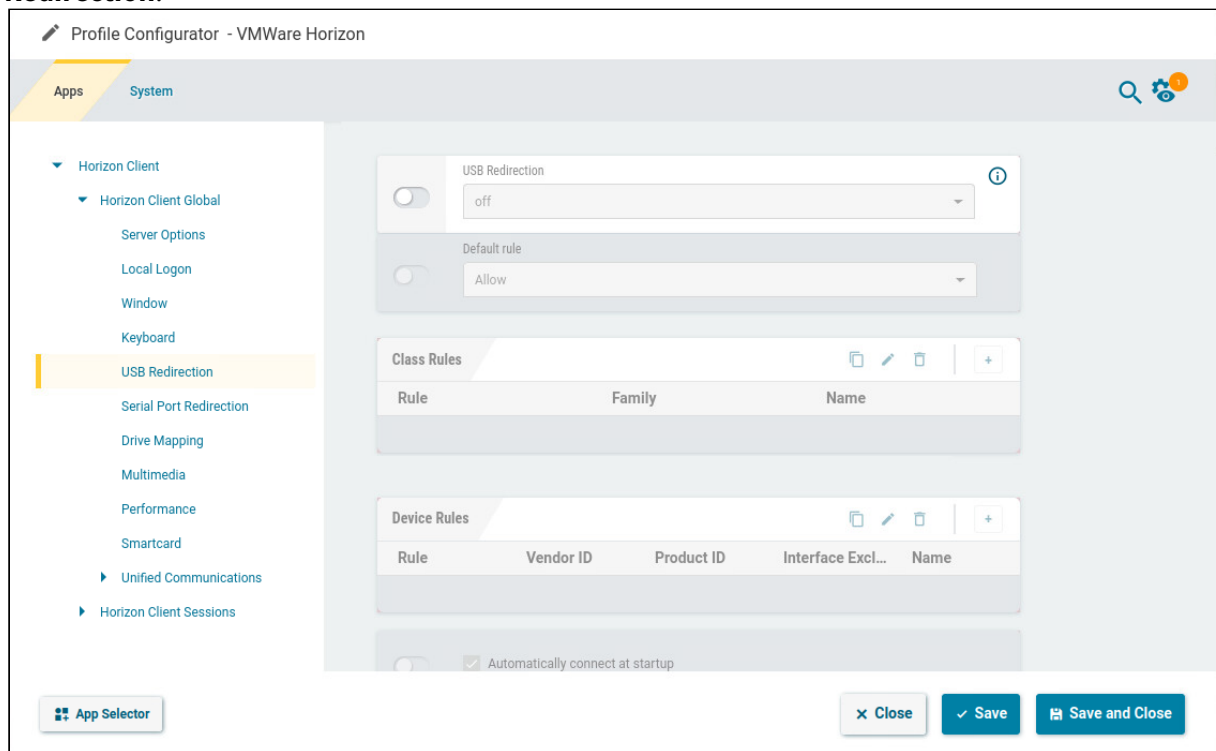 Redirection.
Profile Configurator - VMWare Horizon
Apps
System
1
Horizon Client
Horizon Client Global
Server Options
Local Logon
Window
Keyboard
USB Redirection
Serial Port Redirection
Drive Mapping
Multimedia
Performance
Smartcard
Unified Communications
Horizon Client Sessions
USB Redirection
off
Default rule
Allow
Class Rules
Rule Family Name
Device Rules
Rule Vendor ID Product ID Interface Excl... Name
Automatically connect at startup
App Selector
Close
Save
Save and Close